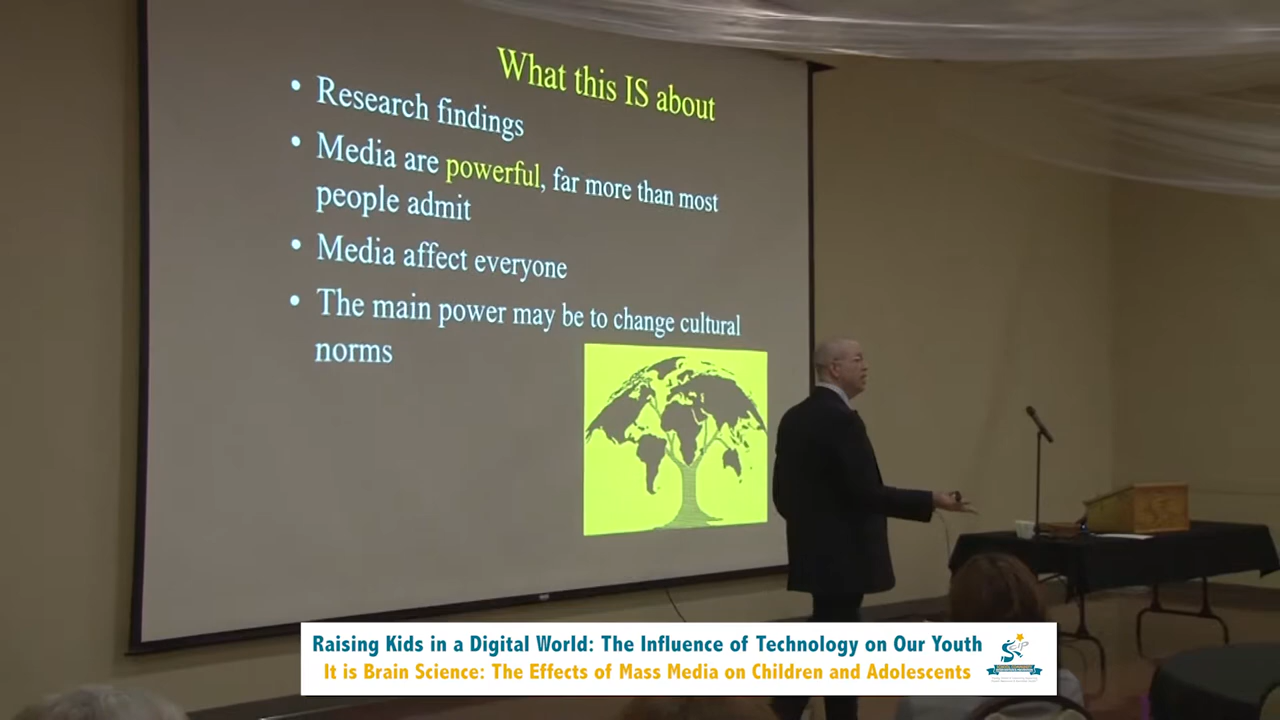 What this IS about
• Research findings
• Media are powerful, far more than most
people admit
• Media affect everyone
• The main power may be to change cultural
norms
Raising Kids in a Digital World: The Influence of Technology on Our Youth
It is Brain Science: The Effects of Mass Media on Children and Adolescents